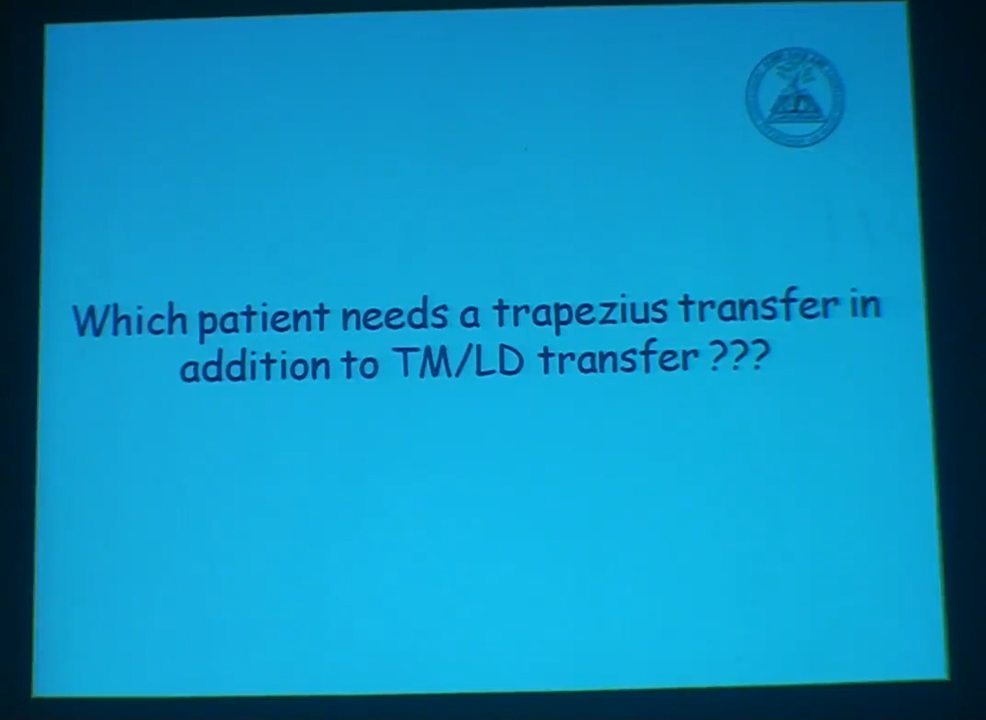 Which patient needs a trapezius transfer in
addition to TM/LD transfer ???